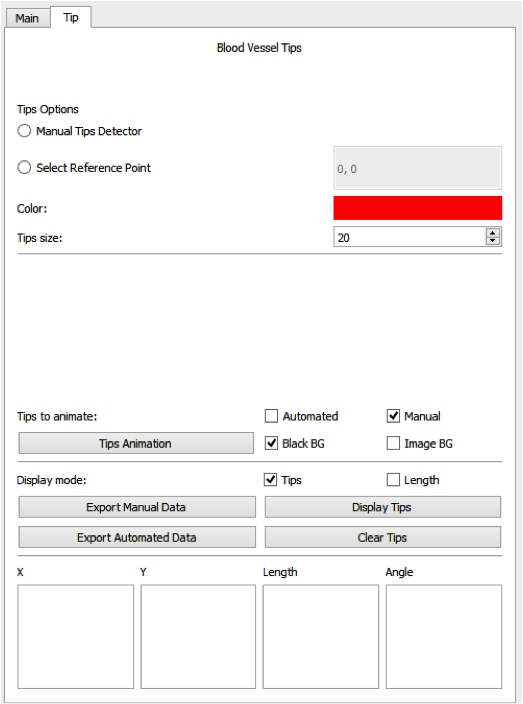 Main Tip
Blood Vessel Tips
Tips Options
Manual Tips Detector
Select Reference Point 0, 0
Color:
Tips size: 20
Tips to animate: Automated Manual
Tips Animation Black BG Image BG
Display mode: Tips Length
Export Manual Data Display Tips
Export Automated Data Clear Tips
X Y Length Angle